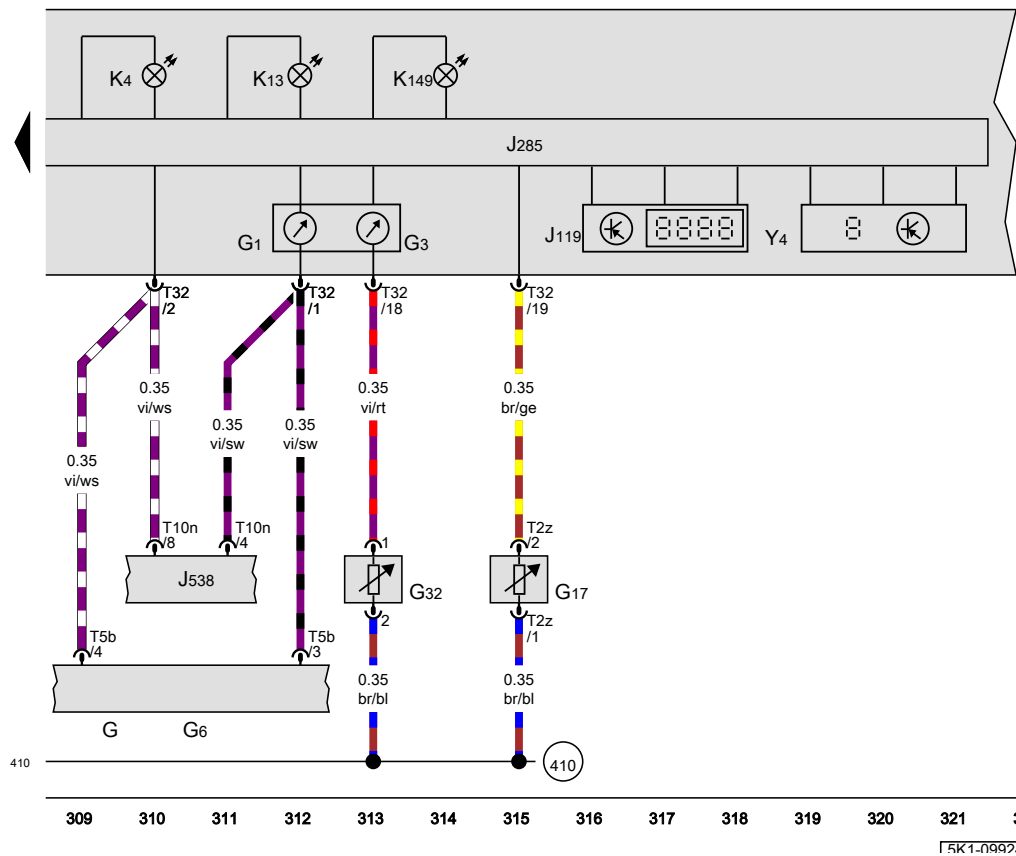 K4
K13
K149
J285
G1
G3
J119
8888
Y4
8
T32
/2
T32
/1
T32
/18
T32
/19
0.35
vi/ws
0.35
vi/rt
0.35
br/ge
0.35
vi/sw
0.35
vi/sw
0.35
vi/ws
T10n
/8
T10n
/4
1
T2z
/2
J538
G32
G17
2
T2z
/1
T5b
/4
T5b
/3
0.35
br/bl
0.35
br/bl
G
G6
410
410
309 310 311 312 313 314 315 316 317 318 319 320 321
5K1-0992